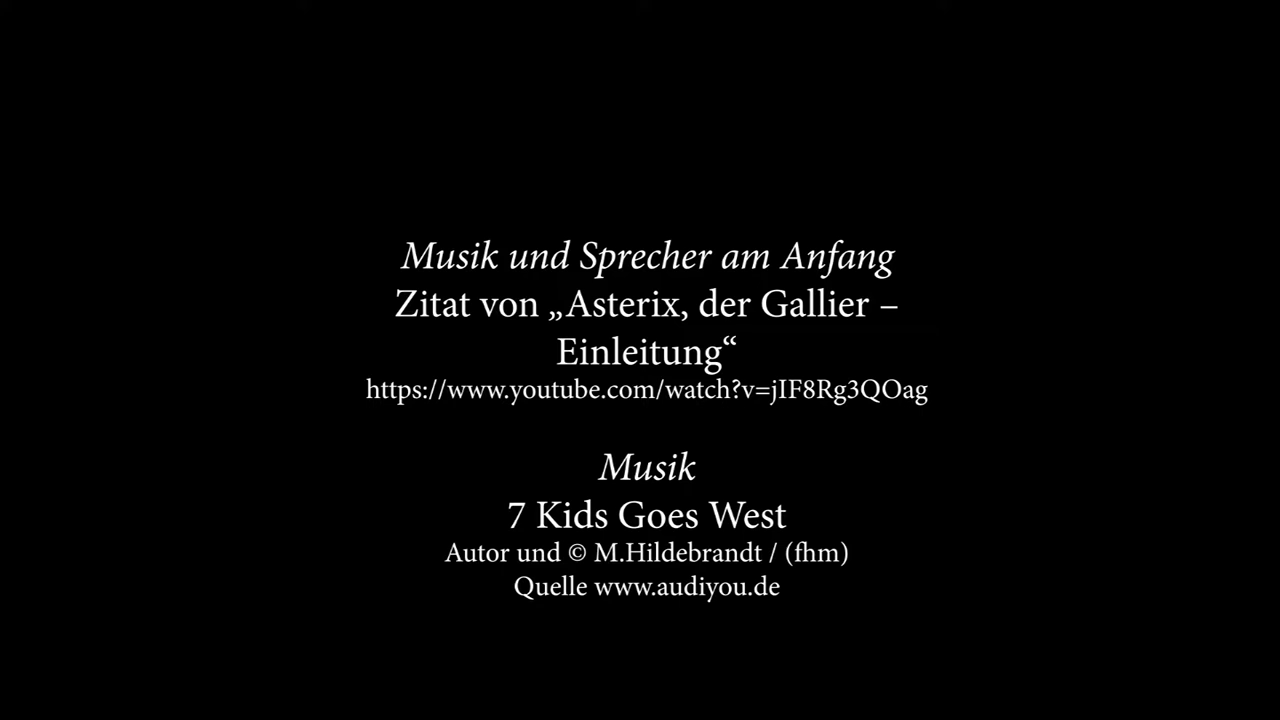 Musik und Sprecher am Anfang
Zitat von „Asterix, der Gallier –
Einleitung“
https://www.youtube.com/watch?v=jIF8Rg3QOag
Musik
7 Kids Goes West
Autor und © M.Hildebrandt / (fhm)
Quelle www.audiyou.de